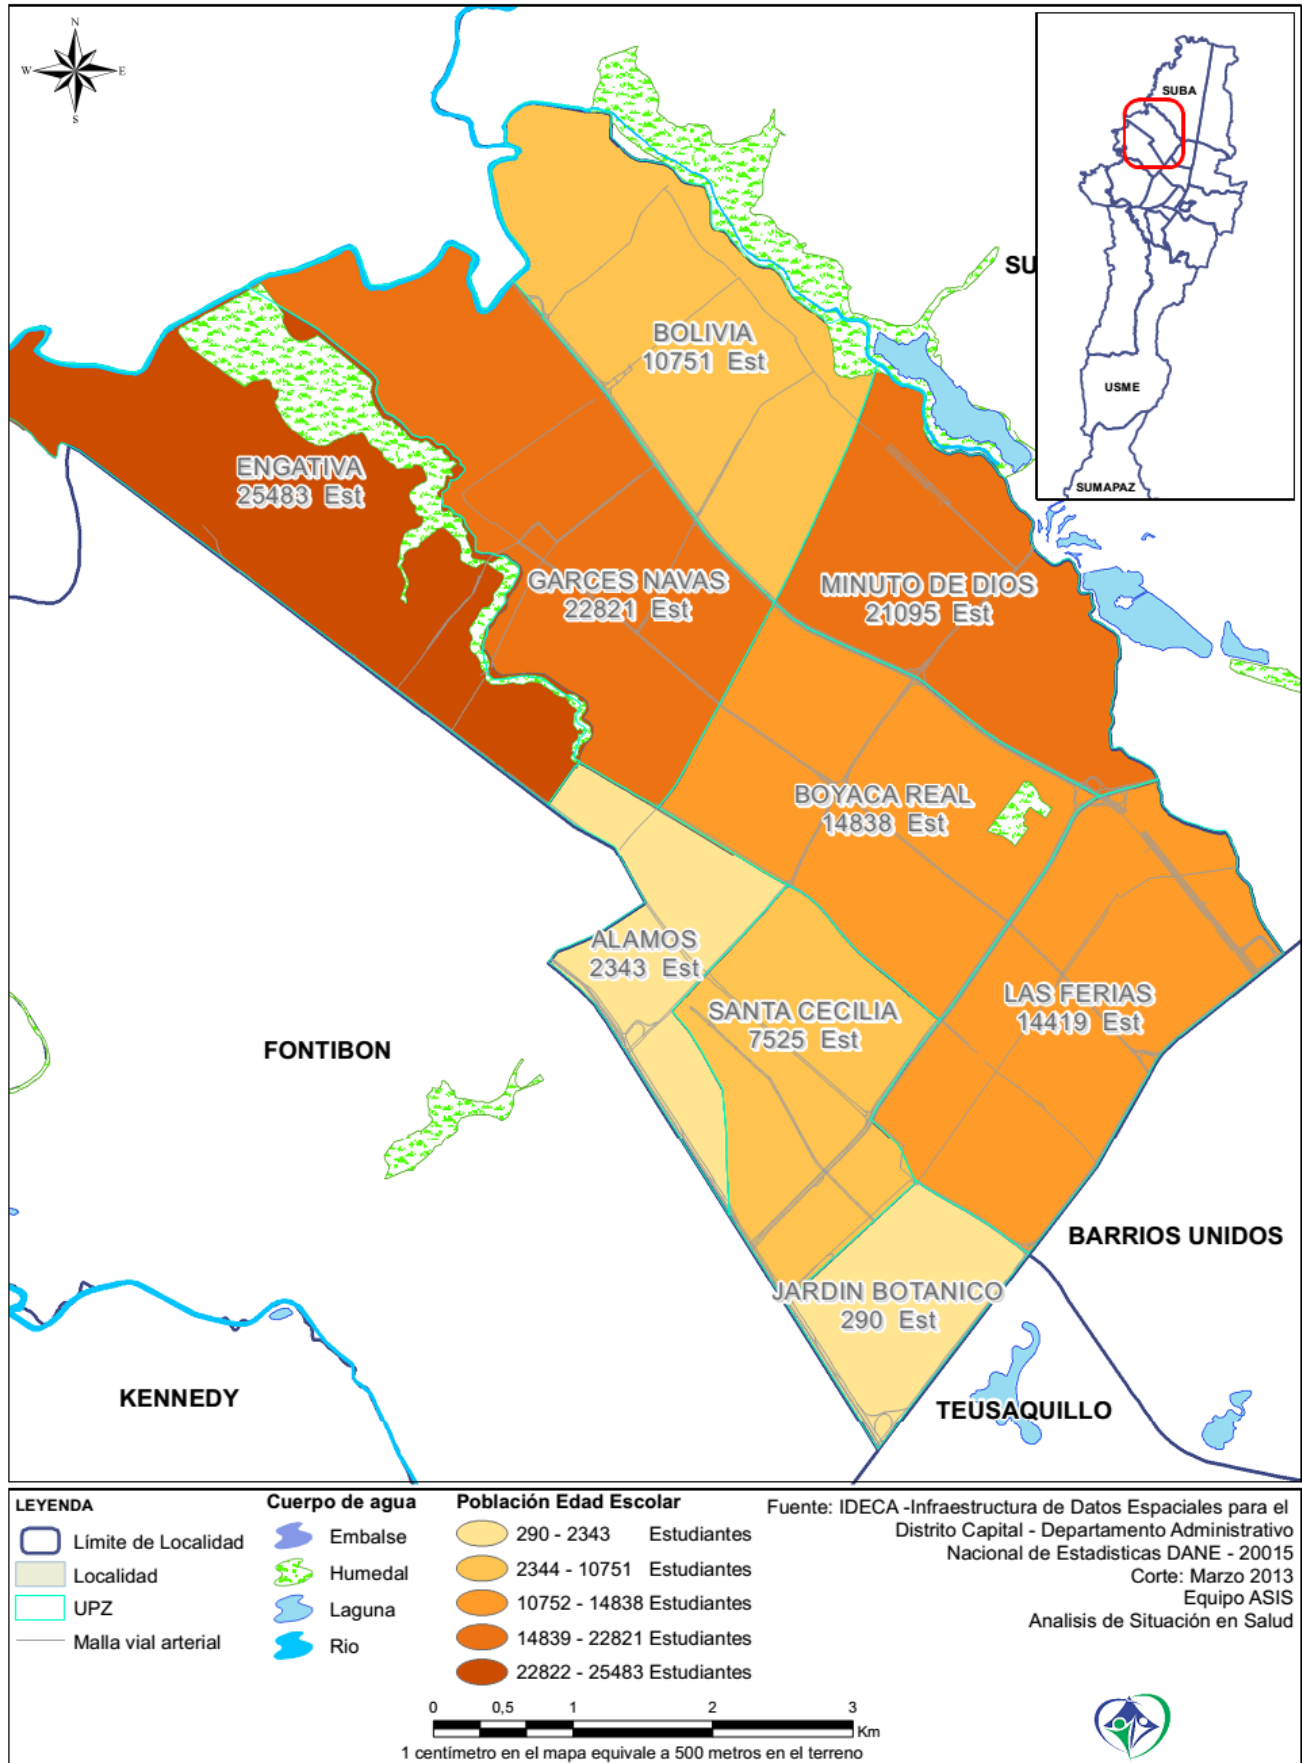 N
W
E
S
SUBA
USME
SUMAPAZ
SU
BOLIVIA
10751 Est
ENGATIVA
25483 Est
GARCES NAVAS
22821 Est
MINUTO DE DIOS
21095 Est
BOYACA REAL
14838 Est
ALAMOS
2343 Est
SANTA CECILIA
7525 Est
LAS FERIAS
14419 Est
FONTIBON
BARRIOS UNIDOS
JARDIN BOTANICO
290 Est
KENNEDY
TEUSAQUILLO
LEYENDA
Límite de Localidad
Localidad
UPZ
Malla vial arterial
Cuerpo de agua
Embalse
Humedal
Laguna
Rio
Población Edad Escolar
290 - 2343 Estudiantes
2344 - 10751 Estudiantes
10752 - 14838 Estudiantes
14839 - 22821 Estudiantes
22822 - 25483 Estudiantes
Fuente: IDECA -Infraestructura de Datos Espaciales para el
Distrito Capital - Departamento Administrativo
Nacional de Estadisticas DANE - 20015
Corte: Marzo 2013
Equipo ASIS
Analisis de Situación en Salud
0 0,5 1 2 3
Km
1 centímetro en el mapa equivale a 500 metros en el terreno